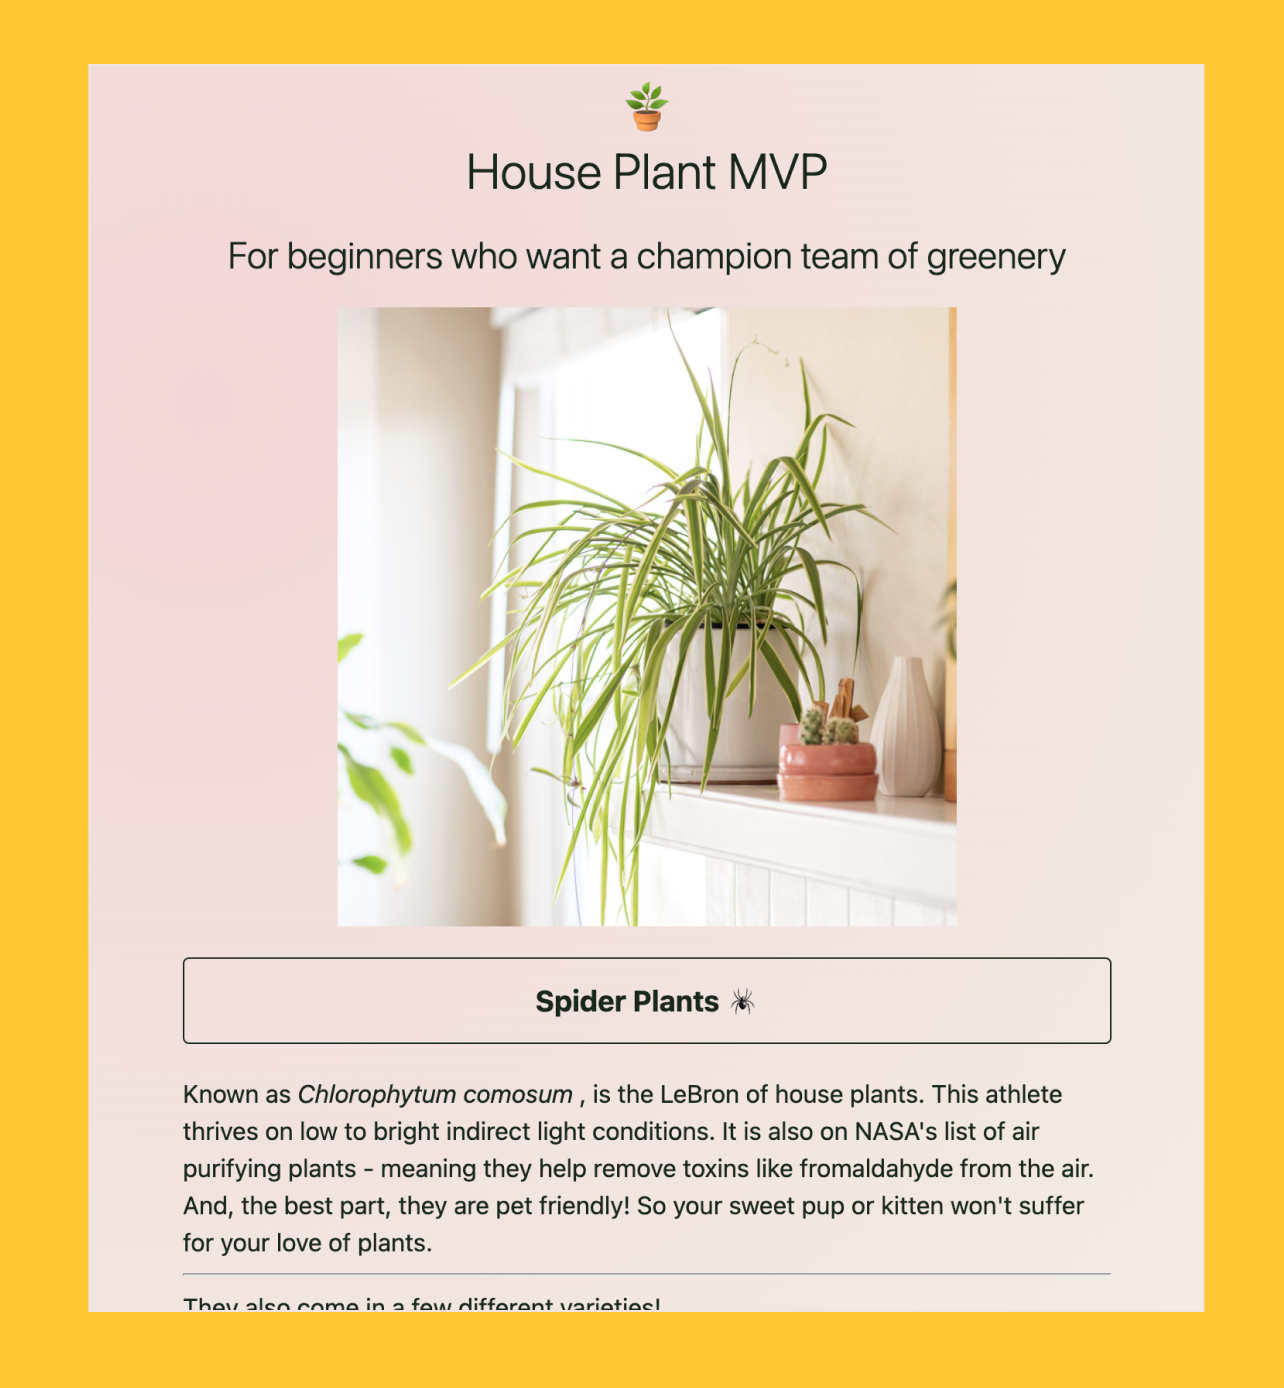 House Plant MVP
For beginners who want a champion team of greenery
Spider Plants 🕷
Known as Chlorophytum comosum , is the LeBron of house plants. This athlete
thrives on low to bright indirect light conditions. It is also on NASA's list of air
purifying plants - meaning they help remove toxins like fromaldahyde from the air.
And, the best part, they are pet friendly! So your sweet pup or kitten won't suffer
for your love of plants.
They also come in a few different varieties!